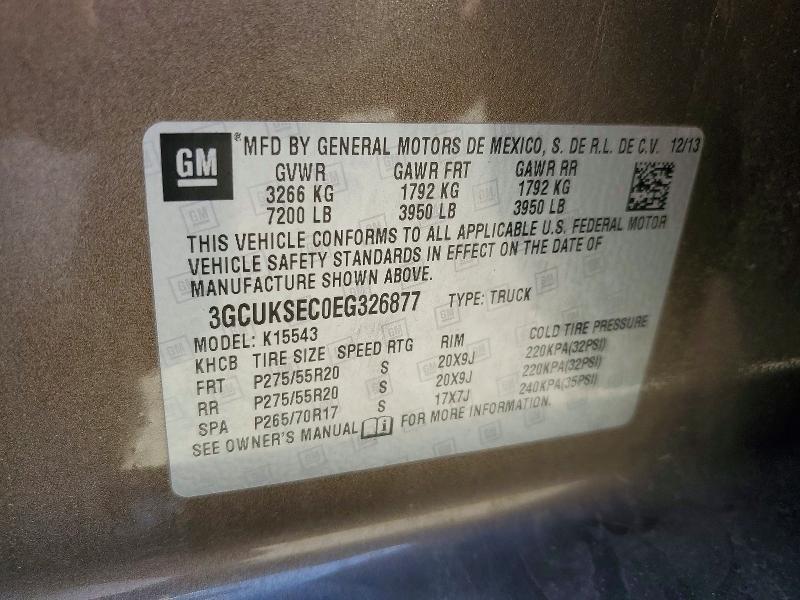 GM ® MFD BY GENERAL MOTORS DE MEXICO, S. DE R.L. DE C.V. 12/13
GVWR GAWR FRT GAWR RR
3266 KG 1792 KG 1792 KG
7200 LB 3950 LB 3950 LB
THIS VEHICLE CONFORMS TO ALL APPLICABLE U.S. FEDERAL MOTOR
VEHICLE SAFETY STANDARDS IN EFFECT ON THE DATE OF
MANUFACTURE SHOWN ABOVE.
3GCUKSEC0EG326877 TYPE: TRUCK
MODEL: K15543
KHCB TIRE SIZE SPEED RTG RIM COLD TIRE PRESSURE
FRT P275/55R20 S 20X9J 220KPA(32PSI)
RR P275/55R20 S 20X9J 220KPA(32PSI)
SPA P265/70R17 S 17X7J 240KPA(35PSI)
SEE OWNER'S MANUAL FOR MORE INFORMATION.